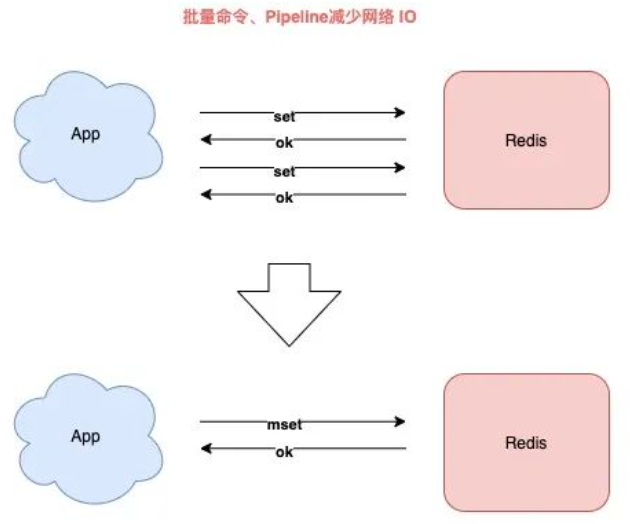 批量命令、Pipeline减少网络 IO
App
set
ok
set
ok
Redis
App
mset
ok
Redis